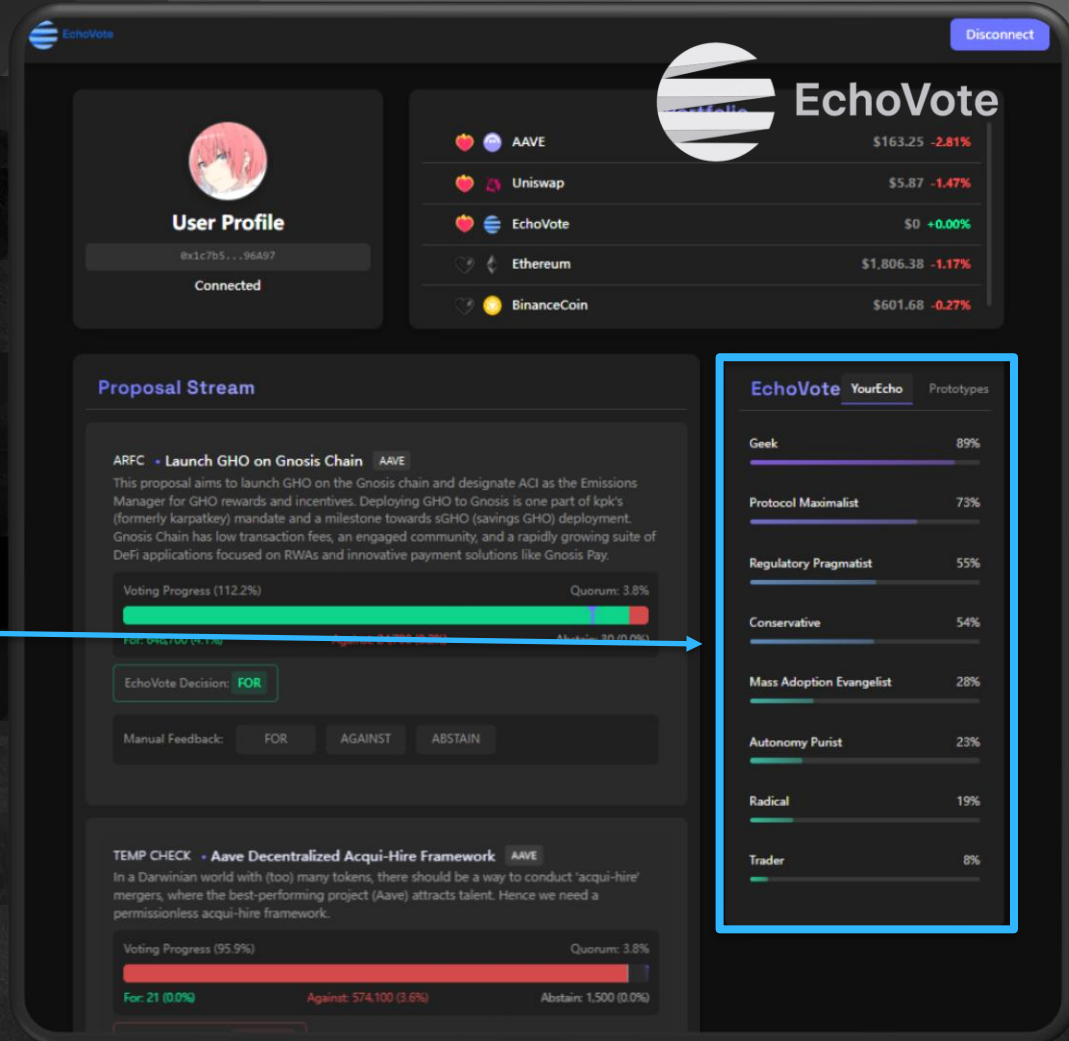 EchoVote
Disconnect
EchoVote
User Profile
0x1c7b5...96A97
Connected
AAVE $163.25 -2.81%
Uniswap $5.87 -1.47%
EchoVote $0 +0.00%
Ethereum $1,806.38 -1.17%
BinanceCoin $601.68 -0.27%
Proposal Stream
ARFC • Launch GHO on Gnosis Chain AAVE
This proposal aims to launch GHO on the Gnosis chain and designate ACI as the Emissions
Manager for GHO rewards and incentives. Deploying GHO to Gnosis is one part of kpk's
(formerly karpatkey) mandate and a milestone towards sGHO (savings GHO) deployment.
Gnosis Chain has low transaction fees, an engaged community, and a rapidly growing suite of
DeFi applications focused on RWAs and innovative payment solutions like Gnosis Pay.
Voting Progress (112.2%) Quorum: 3.8%
For: Against: Abstain: 30 (0.0%)
EchoVote Decision: FOR
Manual Feedback: FOR AGAINST ABSTAIN
TEMP CHECK • Aave Decentralized Acqui-Hire Framework AAVE
In a Darwinian world with (too) many tokens, there should be a way to conduct 'acqui-hire'
mergers, where the best-performing project (Aave) attracts talent. Hence we need a
permissionless acqui-hire framework.
Voting Progress (95.9%) Quorum: 3.8%
For: 21 (0.0%) Against: 574,100 (3.6%) Abstain: 1,500 (0.0%)
EchoVote YourEcho Prototypes
Geek 89%
Protocol Maximalist 73%
Regulatory Pragmatist 55%
Conservative 54%
Mass Adoption Evangelist 28%
Autonomy Purist 23%
Radical 19%
Trader 8%